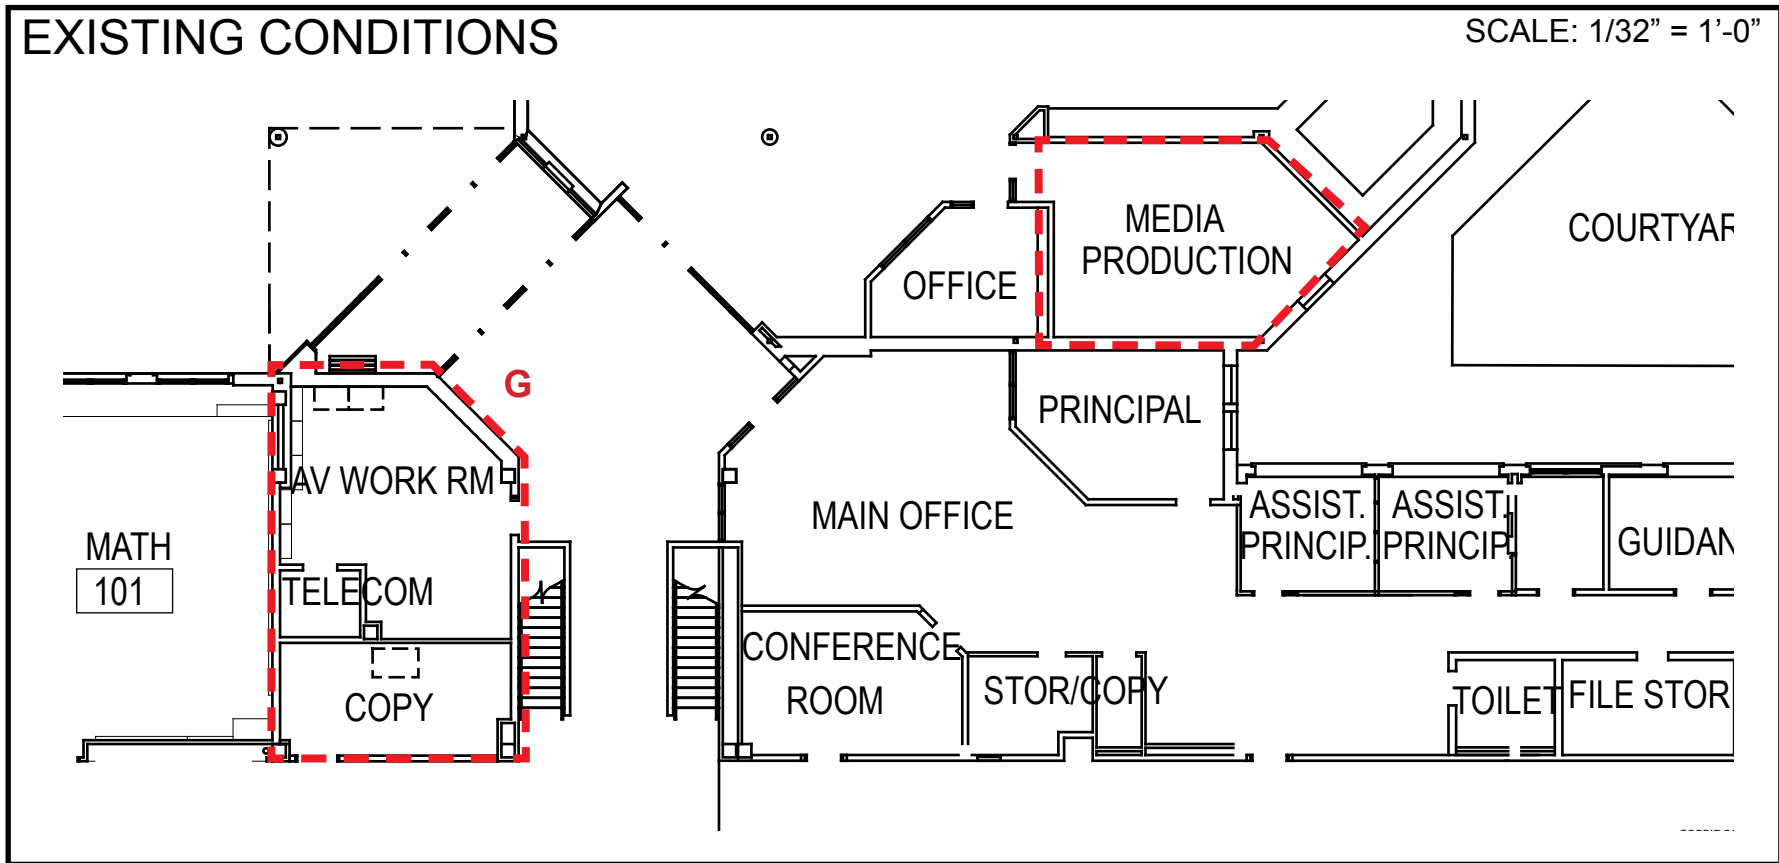 EXISTING CONDITIONS
SCALE: 1/32” = 1’-0”
MEDIA
PRODUCTION
COURTYAR
OFFICE
G
PRINCIPAL
AV WORK RM
MAIN OFFICE
ASSIST.
PRINCIP.
ASSIST.
PRINCIP
GUIDAN
MATH
101
TELECOM
CONFERENCE
ROOM
STOR/COPY
TOILET
FILE STOR
COPY